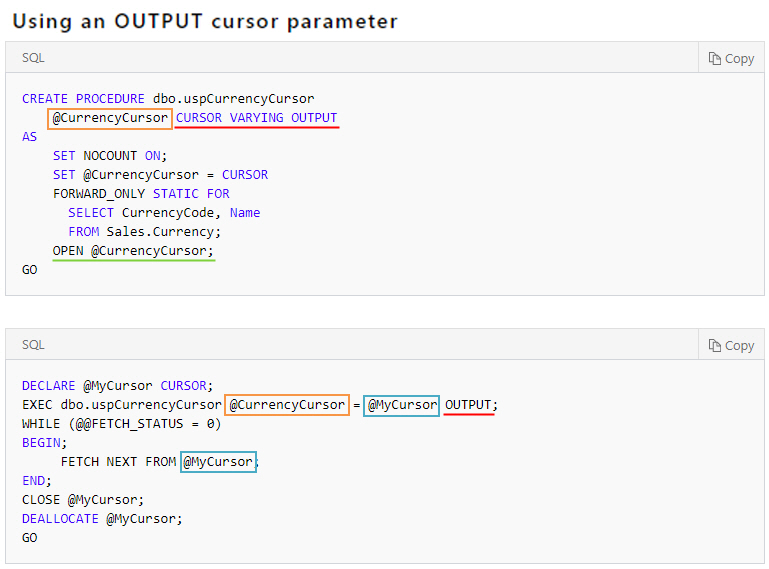 Using an OUTPUT cursor parameter
SQL
Copy
CREATE PROCEDURE dbo.uspCurrencyCursor
@CurrencyCursor CURSOR VARYING OUTPUT
AS
SET NOCOUNT ON;
SET @CurrencyCursor = CURSOR
FORWARD_ONLY STATIC FOR
SELECT CurrencyCode, Name
FROM Sales.Currency;
OPEN @CurrencyCursor;
GO
SQL
Copy
DECLARE @MyCursor CURSOR;
EXEC dbo.uspCurrencyCursor @CurrencyCursor = @MyCursor OUTPUT;
WHILE (@@FETCH_STATUS = 0)
BEGIN;
FETCH NEXT FROM @MyCursor;
END;
CLOSE @MyCursor;
DEALLOCATE @MyCursor;
GO